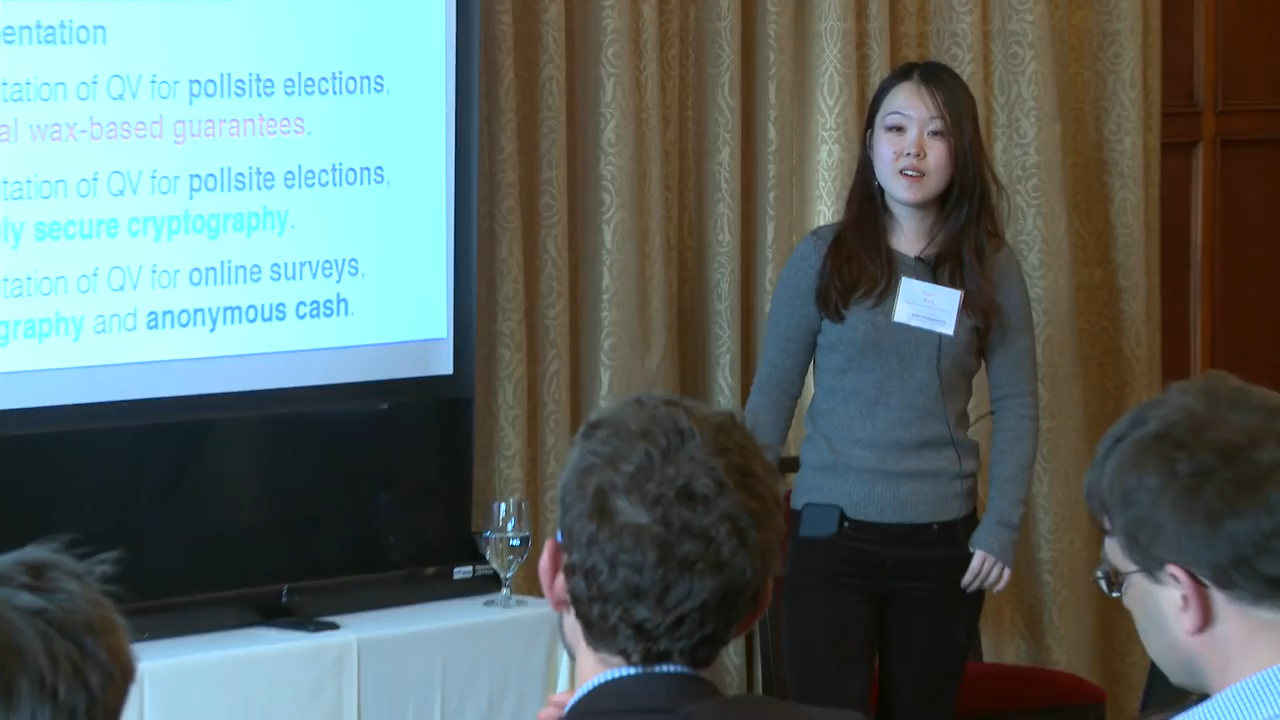 entation
tation of QV for pollsite elections,
al wax-based guarantees.
tation of QV for pollsite elections,
ly secure cryptography.
tation of QV for online surveys,
graphy and anonymous cash.
Park